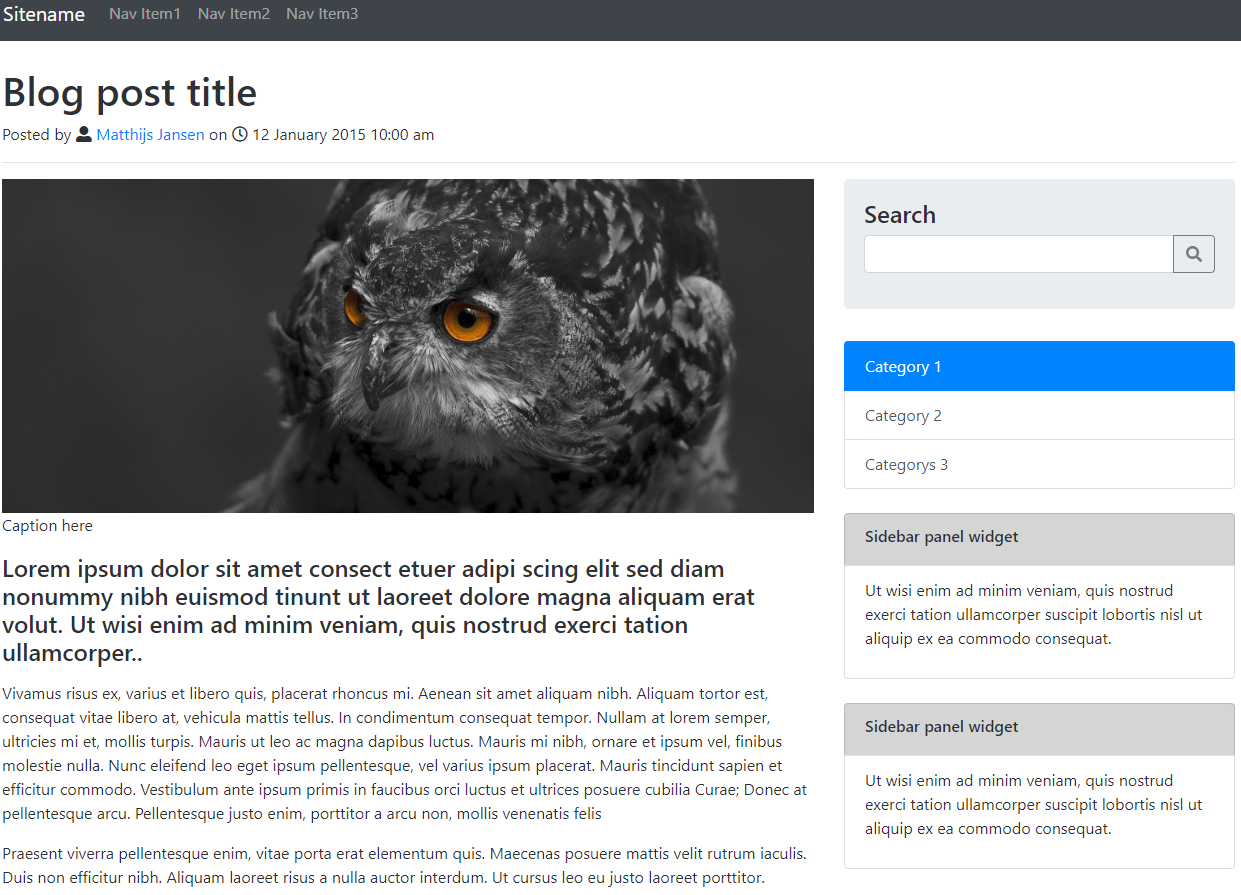 Sitename Nav Item1 Nav Item2 Nav Item3
Blog post title
Posted by Matthijs Jansen on 12 January 2015 10:00 am
Caption here
Lorem ipsum dolor sit amet consect etuer adipi scing elit sed diam
nonummy nibh euismod tinunt ut laoreet dolore magna aliquam erat
volut. Ut wisi enim ad minim veniam, quis nostrud exerci tation
ullamcorper..
Vivamus risus ex, varius et libero quis, placerat rhoncus mi. Aenean sit amet aliquam nibh. Aliquam tortor est,
consequat vitae libero at, vehicula mattis tellus. In condimentum consequat tempor. Nullam at lorem semper,
ultricies mi et, mollis turpis. Mauris ut leo ac magna dapibus luctus. Mauris mi nibh, ornare et ipsum vel, finibus
molestie nulla. Nunc eleifend leo eget ipsum pellentesque, vel varius ipsum placerat. Mauris tincidunt sapien et
efficitur commodo. Vestibulum ante ipsum primis in faucibus orci luctus et ultrices posuere cubilia Curae; Donec at
pellentesque arcu. Pellentesque justo enim, porttitor a arcu non, mollis venenatis felis
Praesent viverra pellentesque enim, vitae porta erat elementum quis. Maecenas posuere mattis velit rutrum iaculis.
Duis non efficitur nibh. Aliquam laoreet risus a nulla auctor interdum. Ut cursus leo eu justo laoreet porttitor.
Search
Category 1
Category 2
Categorys 3
Sidebar panel widget
Ut wisi enim ad minim veniam, quis nostrud
exerci tation ullamcorper suscipit lobortis nisl ut
aliquip ex ea commodo consequat.
Sidebar panel widget
Ut wisi enim ad minim veniam, quis nostrud
exerci tation ullamcorper suscipit lobortis nisl ut
aliquip ex ea commodo consequat.